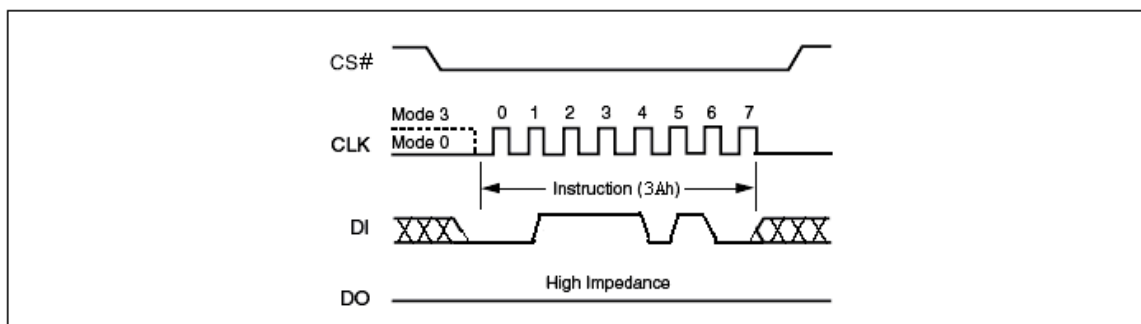 CS#
Mode 3
0 1 2 3 4 5 6 7
CLK
Mode 0
Instruction (3Ah)
DI
High Impedance
DO